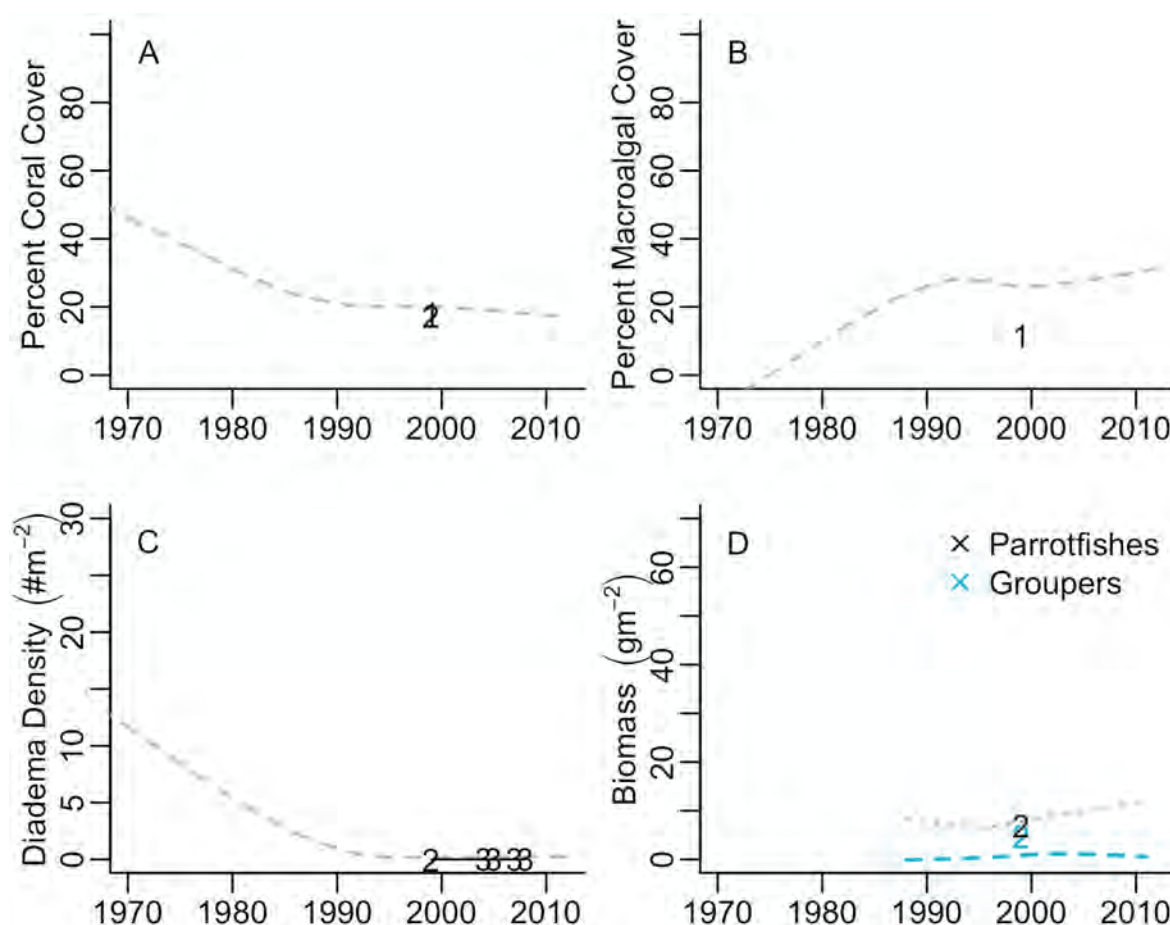 A
Percent Coral Cover
0 20 40 60 80
1
2
1970 1980 1990 2000 2010
B
Percent Macroalgal Cover
0 20 40 60 80
1
1970 1980 1990 2000 2010
C
Diadema Density (#m⁻²)
0 5 10 20 30
2 3 3 3 3
1970 1980 1990 2000 2010
D
× Parrotfishes
× Groupers
Biomass (gm⁻²)
0 20 40 60
2
2
1970 1980 1990 2000 2010